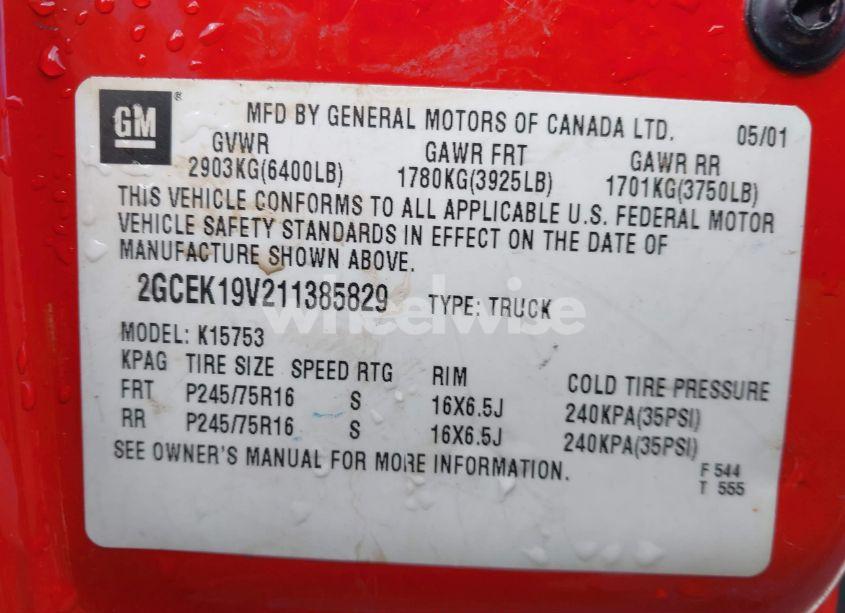 GM ®
MFD BY GENERAL MOTORS OF CANADA LTD. 05/01
GVWR GAWR FRT GAWR RR
2903KG(6400LB) 1780KG(3925LB) 1701KG(3750LB)
THIS VEHICLE CONFORMS TO ALL APPLICABLE U.S. FEDERAL MOTOR
VEHICLE SAFETY STANDARDS IN EFFECT ON THE DATE OF
MANUFACTURE SHOWN ABOVE.
2GCEK19V211385829 TYPE: TRUCK
wheelwise
MODEL: K15753
KPAG TIRE SIZE SPEED RTG RIM COLD TIRE PRESSURE
FRT P245/75R16 S 16X6.5J 240KPA(35PSI)
RR P245/75R16 S 16X6.5J 240KPA(35PSI)
SEE OWNER'S MANUAL FOR MORE INFORMATION.
F 544
T 555